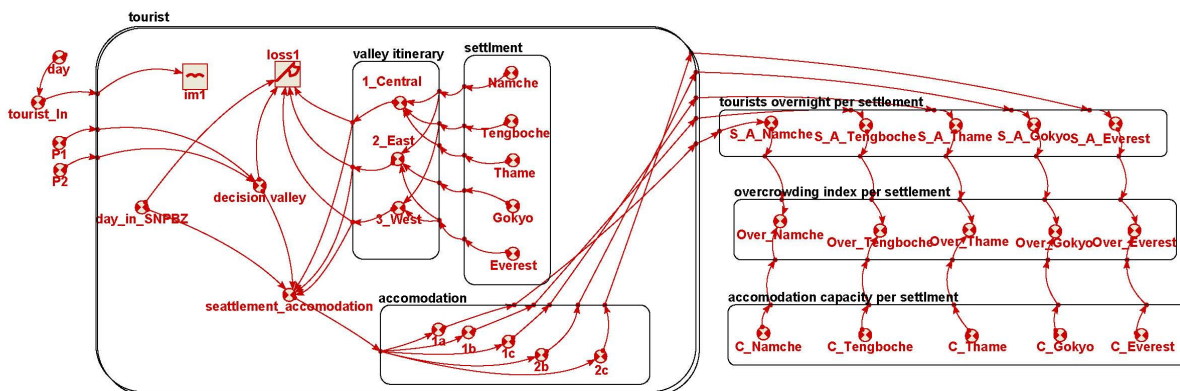 tourist
day
tourist_In
P1
P2
im1
loss1
valley itinerary
1_Central
2_East
3_West
settlment
Namche
Tengboche
Thame
Gokyo
Everest
decision valley
day_in_SNPBZ
seattlement_accomodation
accomodation
1a
1b
1c
2b
2c
tourists overnight per settlement
S_A_Namche
S_A_Tengboche
S_A_Thame
S_A_Gokyo
S_A_Everest
overcrowding index per settlement
Over_Namche
Over_Tengboche
Over_Thame
Over_Gokyo
Over_Everest
accomodation capacity per settlment
C_Namche
C_Tengboche
C_Thame
C_Gokyo
C_Everest